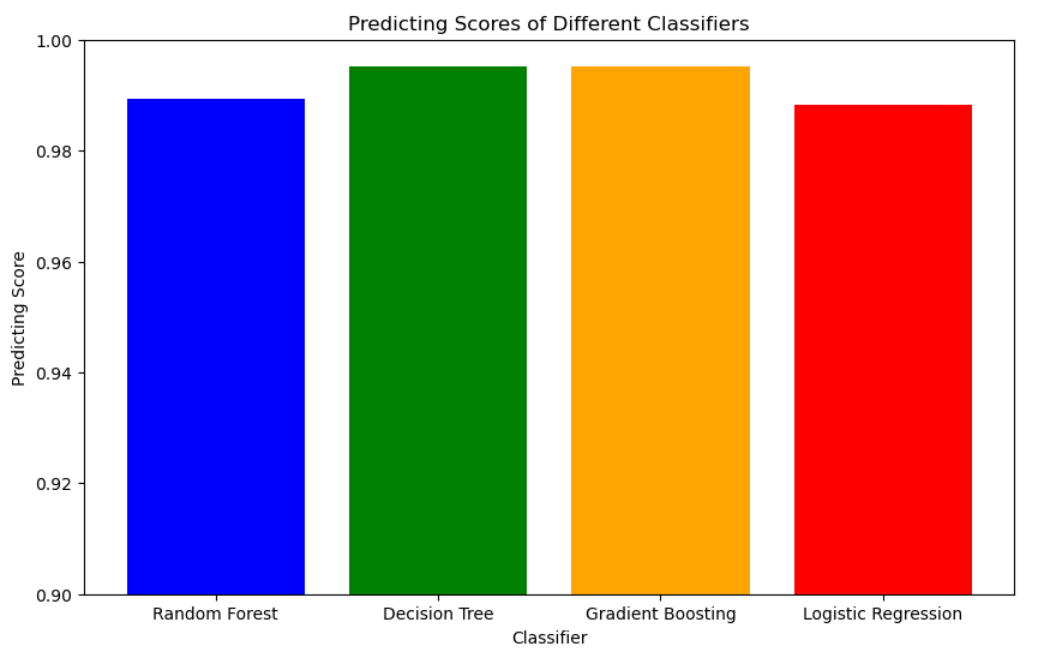 Predicting Scores of Different Classifiers
1.00
0.98
0.96
0.94
0.92
0.90
Predicting Score
Random Forest
Decision Tree
Gradient Boosting
Logistic Regression
Classifier